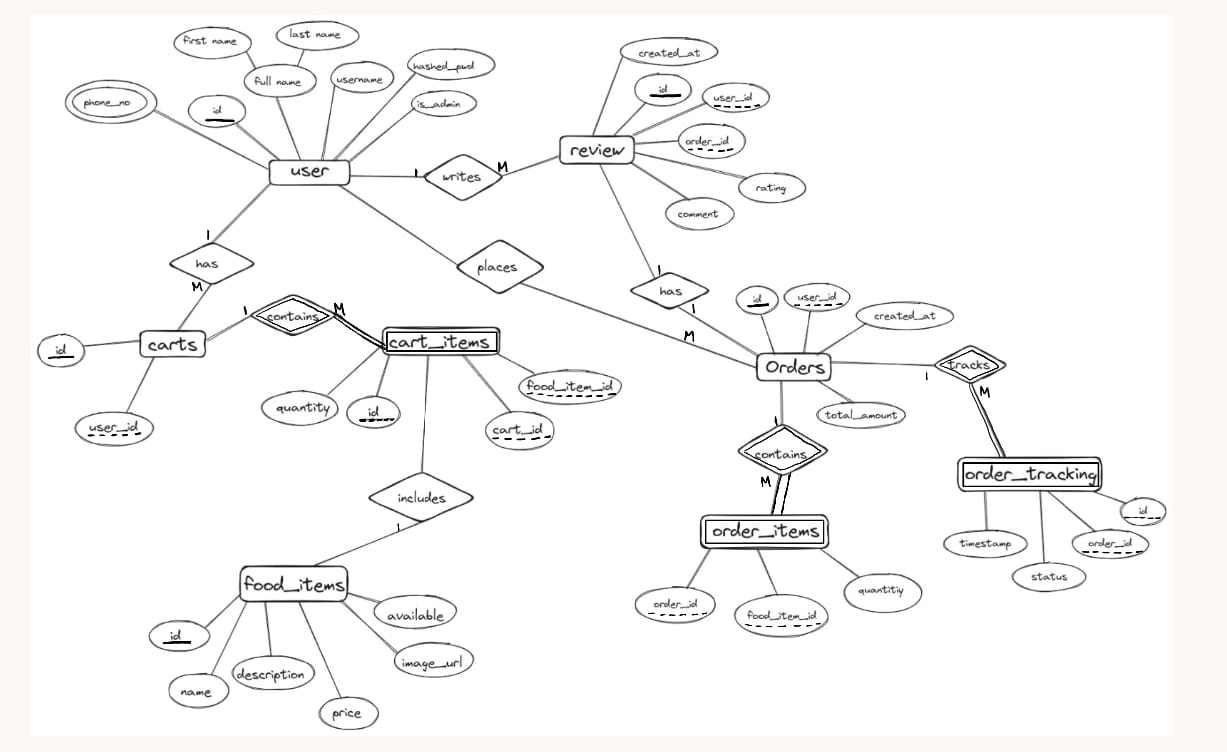 first name
last name
full name
username
hashed_pwd
is_admin
phone_no
id
user
1
writes
M
review
created_at
id
user_id
order_id
rating
comment
1
has
M
places
M
1
has
1
carts
id
user_id
1
contains
M
cart_items
quantity
id
cart_id
food_item_id
includes
1
food_items
id
name
description
price
image_url
available
Orders
id
user_id
created_at
total_amount
1
tracks
M
order_tracking
timestamp
status
order_id
id
1
contains
M
order_items
order_id
food_item_id
quantitiy